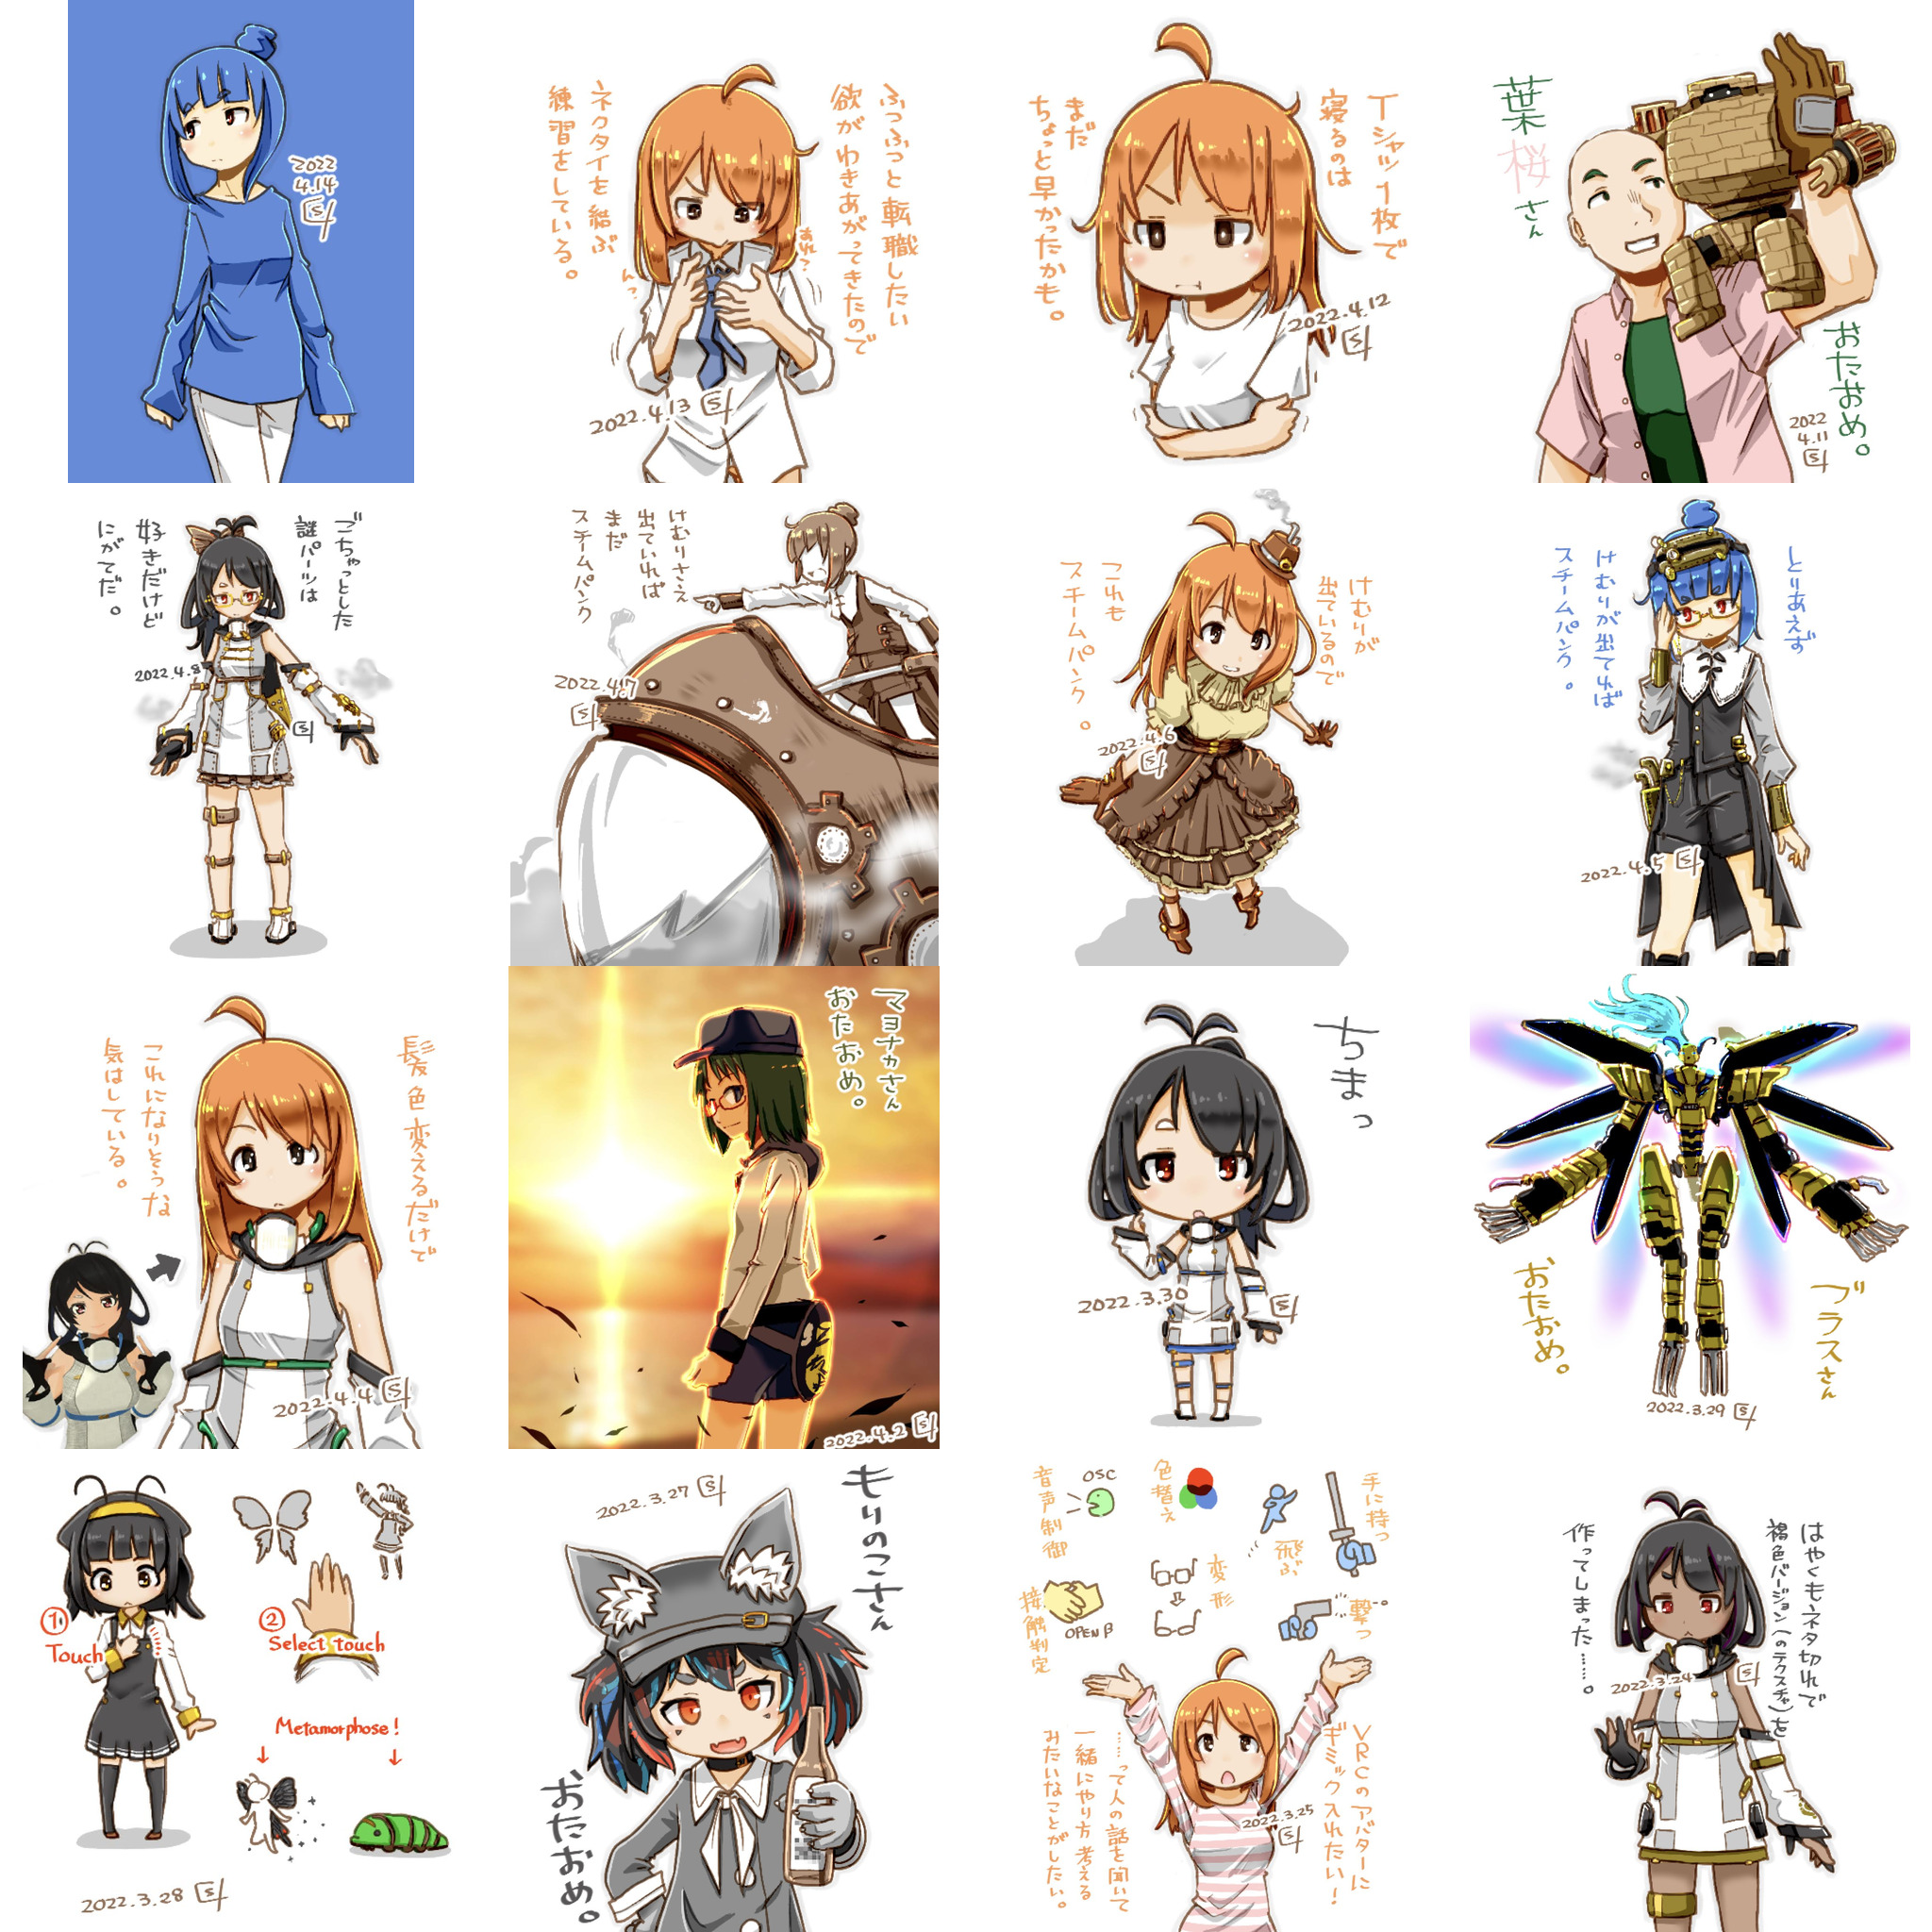 2022
4.14
ふつふつと転職したい
欲がわきあがってきたので
ネクタイを結ぶ
練習をしている。
あれ?
ん?
2022.4.13
Tシャツ1枚で
寝るのは
まだ
ちょっと早かったかも。
2022.4.12
葉桜さん
おたおめ。
2022
4.11
ごちゃっとした
謎パーツは
好きだけど
にがてだ。
2022.4.8
けむりさえ
出ていれば
まだ
スチームパンク
2022.4.7
けむりが
出ているので
これも
スチームパンク。
2022.4.6
とりあえず
けむりが出てれば
スチームパンク。
2022.4.5
髪色変えるだけで
これになりそうな
気はしている。
2022.4.4
マヨナカさん
おたおめ。
2022.4.2
ちまっ
2022.3.30
ブラスさん
おたおめ。
2022.3.29
①
Touch
②
Select touch
Metamorphose!
2022.3.28
2022.3.27
もりのこさん
おたおめ。
手に持つ
飛ぶ
色替え
OSC
音声制御
撃つ
変形
OPENβ
接触判定
VRCのアバターに
ギミック入れたい!
……って人の話を聞いて
一緒にやり方考える
みたいなことがしたい。
2022.3.25
はやくもネタ切れで
褐色バージョン(のテクスチャ)を
作ってしまった……。
2022.3.24